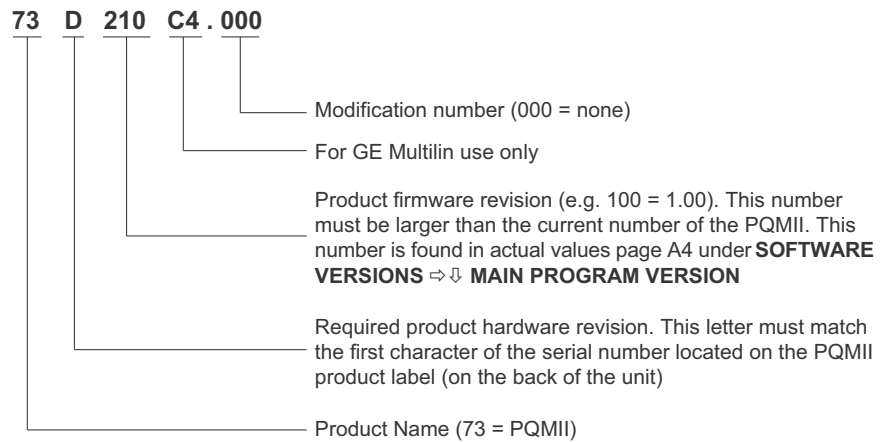 73 D 210 C4 . 000
Modification number (000 = none)
For GE Multilin use only
Product firmware revision (e.g. 100 = 1.00). This number
must be larger than the current number of the PQMII. This
number is found in actual values page A4 under SOFTWARE
VERSIONS ⇨⇩ MAIN PROGRAM VERSION
Required product hardware revision. This letter must match
the first character of the serial number located on the PQMII
product label (on the back of the unit)
Product Name (73 = PQMII)